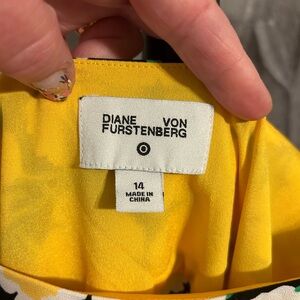 DIANE VON
FURSTENBERG
14
MADE IN
CHINA